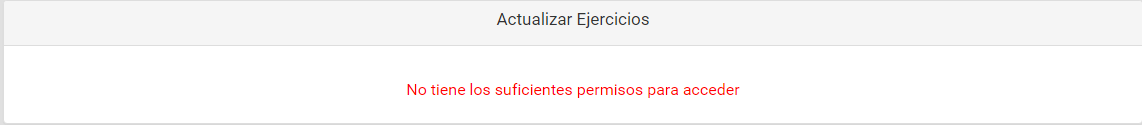 Actualizar Ejercicios
No tiene los suficientes permisos para acceder